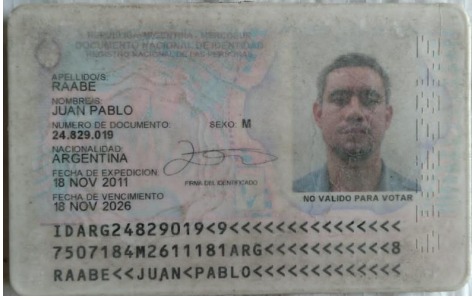 REPUBLICA ARGENTINA - MERCOSUR
DOCUMENTO NACIONAL DE IDENTIDAD
REGISTRO NACIONAL DE LAS PERSONAS
APELLIDO/S
RAABE
NOMBRE/S
JUAN PABLO
NUMERO DE DOCUMENTO: SEXO: M
24.829.019
NACIONALIDAD:
ARGENTINA
FECHA DE EXPEDICION
18 NOV 2011
FIRMA DEL IDENTIFICADO
FECHA DE VENCIMIENTO
18 NOV 2026
NO VALIDO PARA VOTAR
IDARG24829019<9<<<<<<<<<<<<<<<
7507184M2611181ARG<<<<<<<<<<<8
RAABE<<JUAN<PABLO<<<<<<<<<<<<<